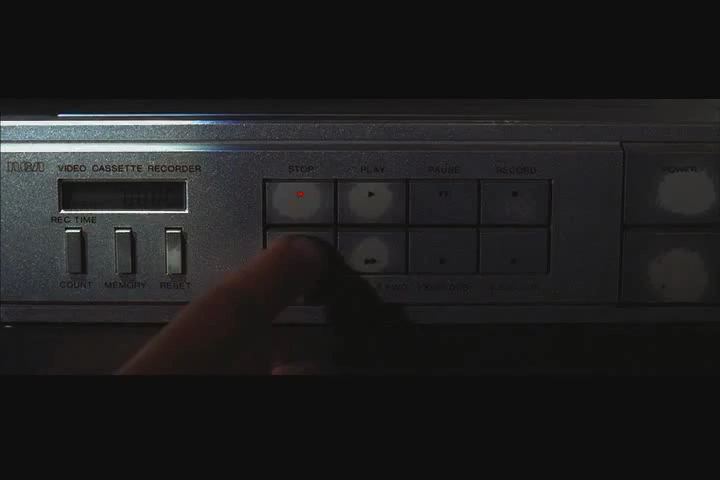 RCA VIDEO CASSETTE RECORDER
STOP PLAY PAUSE RECORD
POWER
REC TIME
COUNT MEMORY RESET